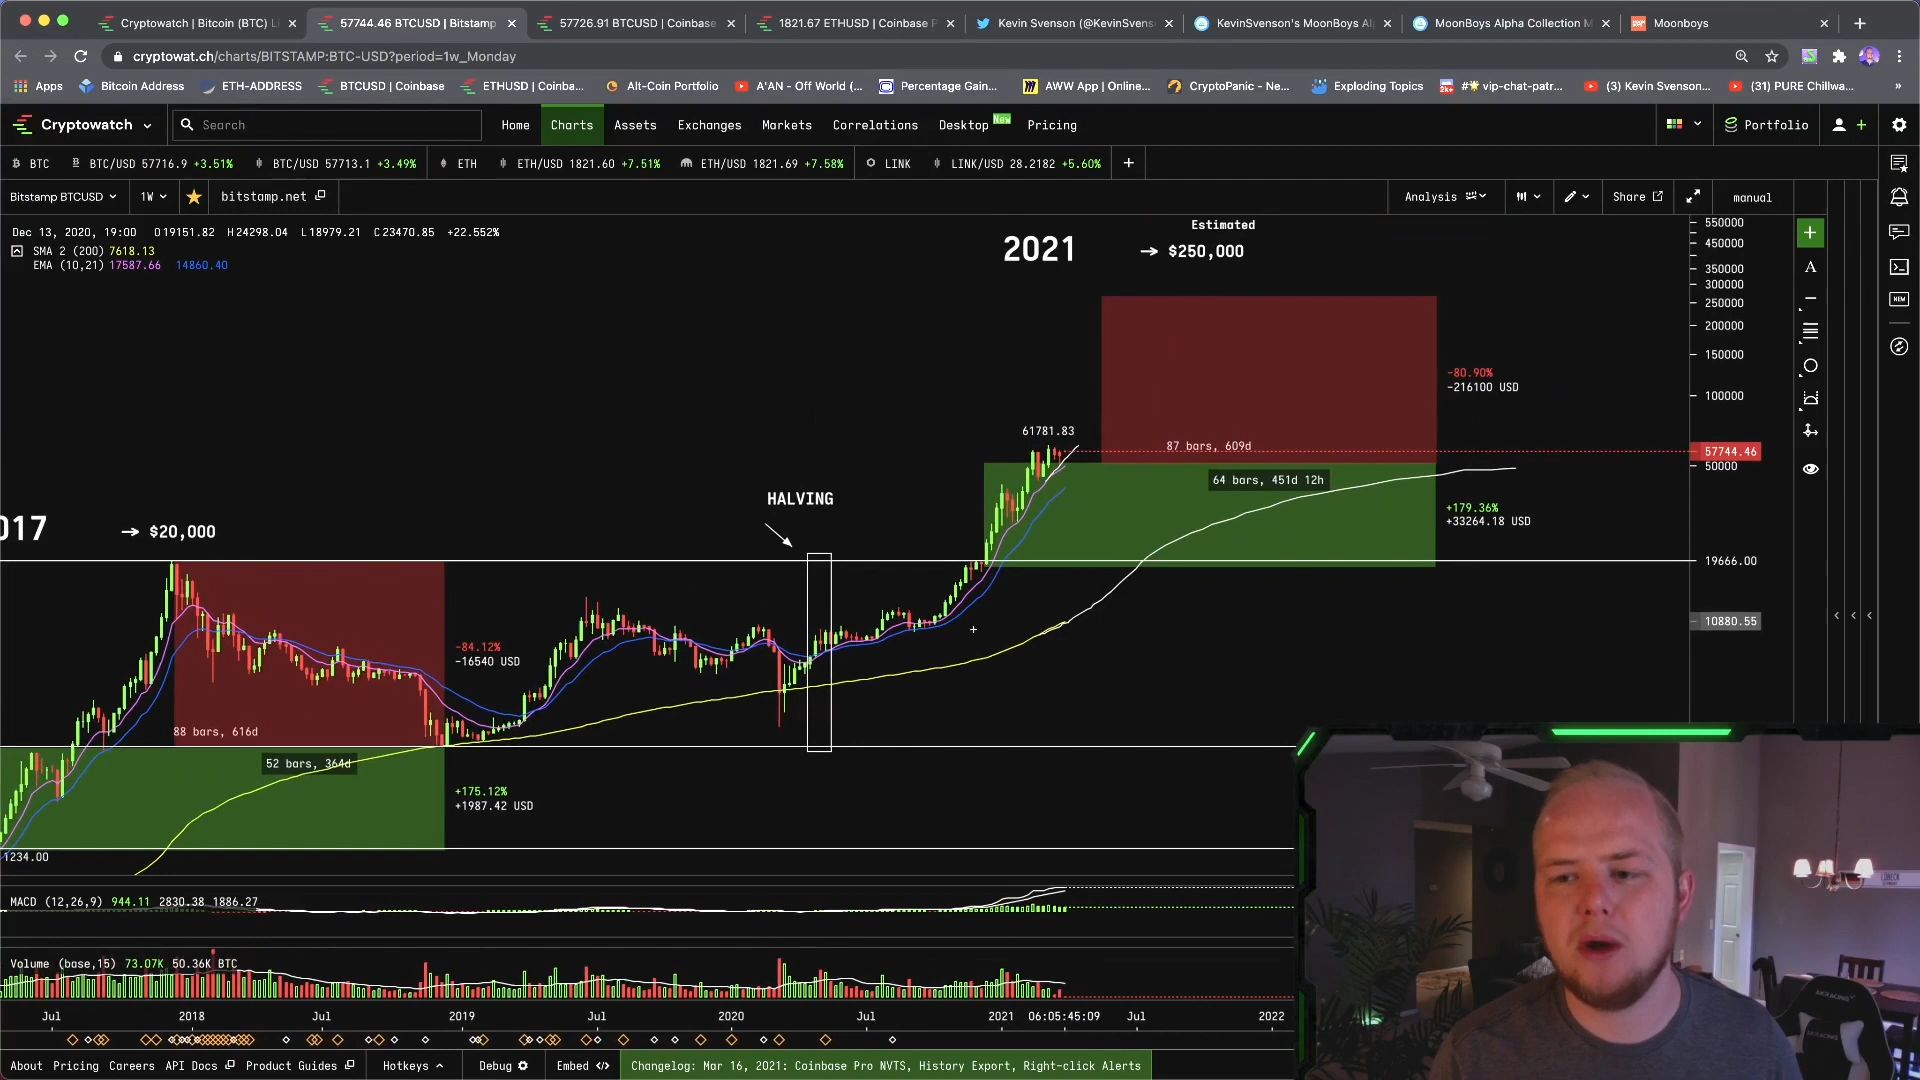 Cryptowatch | Bitcoin (BTC) Li
57744.46 BTCUSD | Bitstamp
57726.91 BTCUSD | Coinbase
1821.67 ETHUSD | Coinbase P
Kevin Svenson (@KevinSvens
KevinSvenson's MoonBoys Al
MoonBoys Alpha Collection M
Moonboys
cryptowat.ch/charts/BITSTAMP:BTC-USD?period=1w_Monday
Apps
Bitcoin Address
ETH-ADDRESS
BTCUSD | Coinbase
ETHUSD | Coinba...
Alt-Coin Portfolio
A'AN - Off World (...
Percentage Gain...
AWW App | Online...
CryptoPanic - Ne...
Exploding Topics
vip-chat-patr...
(3) Kevin Svenson...
(31) PURE Chillwa...
»
Cryptowatch
Search
Home
Charts
Assets
Exchanges
Markets
Correlations
Desktop New
Pricing
Portfolio
BTC
BTC/USD 57716.9 +3.51%
BTC/USD 57713.1 +3.49%
ETH
ETH/USD 1821.60 +7.51%
ETH/USD 1821.69 +7.58%
LINK
LINK/USD 28.2182 +5.60%
Bitstamp BTCUSD
1W
bitstamp.net
Analysis
Share
manual
Dec 13, 2020, 19:00 O19151.82 H24298.04 L18979.21 C23470.85 +22.552%
SMA 2 (200) 7618.13
EMA (10,21) 17587.66 14860.40
2021
Estimated
→ $250,000
550000
450000
350000
300000
250000
200000
150000
100000
57744.46
50000
19666.00
10880.55
-80.90%
-216100 USD
61781.83
87 bars, 609d
64 bars, 451d 12h
+179.36%
+33264.18 USD
HALVING
017
→ $20,000
-84.12%
-16540 USD
88 bars, 616d
52 bars, 364d
+175.12%
+1987.42 USD
1234.00
MACD (12,26,9) 944.11 2830.38 1886.27
Volume (base,15) 73.07K 50.36K BTC
Jul
2018
Jul
2019
Jul
2020
Jul
2021
06:05:45:09
Jul
2022
About
Pricing
Careers
API Docs
Product Guides
Hotkeys
Debug
Embed
Changelog: Mar 16, 2021: Coinbase Pro NVTS, History Export, Right-click Alerts